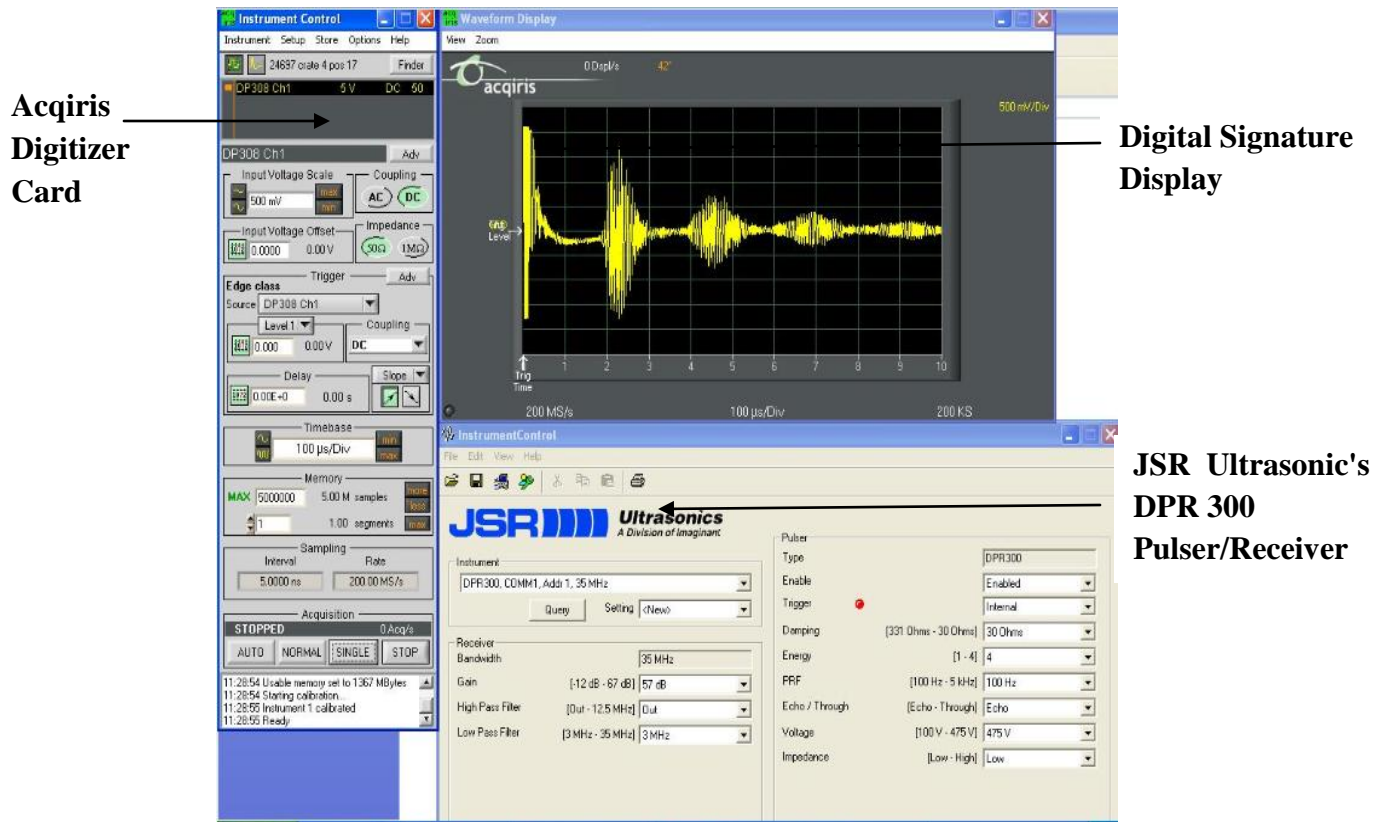 Acqiris
Digitizer
Card
Instrument Control
Instrument Setup Store Options Help
24697 crate 4 pos 17 Finder
DP308 Ch1 5 V DC 50
DP308 Ch1 Adv
Input Voltage Scale Coupling
500 mV max min AC DC
Input Voltage Offset Impedance
0.0000 0.00 V 50Ω 1MΩ
Trigger Adv
Edge class
Source DP308 Ch1
Level 1 Coupling
0.000 0.00 V DC
Delay Slope
0.00E+0 0.00 s
Timebase
100 µs/Div min max
Memory
MAX 5000000 5.00 M samples more less
1 1.00 segments max
Sampling
Interval Rate
5.0000 ns 200.00 MS/s
Acquisition
STOPPED 0 Acq/s
AUTO NORMAL SINGLE STOP
11:28:54 Usable memory set to 1367 MBytes
11:28:54 Starting calibration...
11:28:55 Instrument 1 calibrated
11:28:55 Ready
Waveform Display
View Zoom
acqiris
0 Dspl/s 42°
500 mV/Div
Level
1 2 3 4 5 6 7 8 9 10
Trig
Time
200 MS/s 100 µs/Div 200 KS
Digital Signature
Display
InstrumentControl
File Edit View Help
JSR Ultrasonics
A Division of Imaginant
Instrument
DPR300, COMM1, Addr 1, 35 MHz
Query Setting <New>
Receiver
Bandwidth 35 MHz
Gain [-12 dB - 67 dB] 57 dB
High Pass Filter [Out - 12.5 MHz] Out
Low Pass Filter [3 MHz - 35 MHz] 3 MHz
Pulser
Type DPR300
Enable Enabled
Trigger Internal
Damping [331 Ohms - 30 Ohms] 30 Ohms
Energy [1 - 4] 4
PRF [100 Hz - 5 kHz] 100 Hz
Echo / Through [Echo - Through] Echo
Voltage [100 V - 475 V] 475 V
Impedance [Low - High] Low
JSR Ultrasonic's
DPR 300
Pulser/Receiver